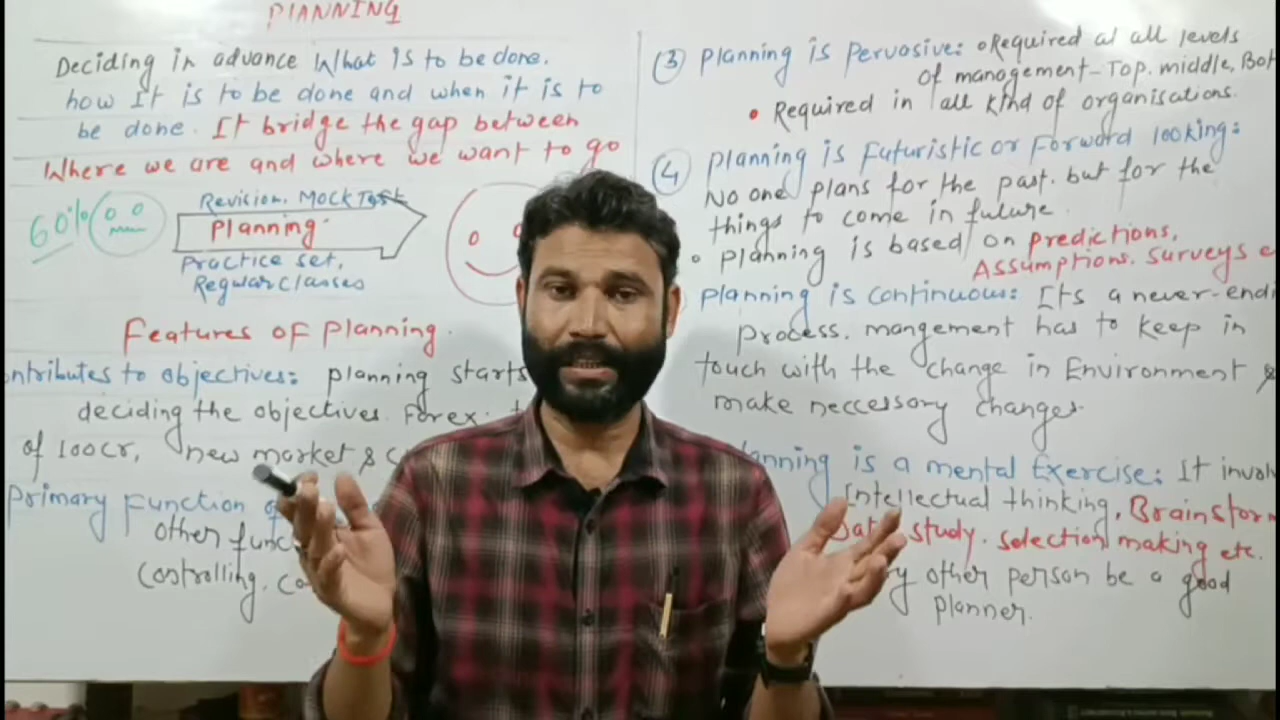 PLANNING
Deciding in advance What is to be done.
how It is to be done and when it is to
be done. It bridge the gap between
Where we are and where we want to go
60%
Revision. Mock Test
Planning.
Practice set,
Regular classes
Features of Planning.
ontributes to objectives: planning starts
deciding the objectives. Forex:
of 100cr, new market &
Primary Function
other func
controlling.
③ Planning is Pervasive: Required at all levels
of management - Top. middle, Bot
• Required in all kind of organisations.
④ Planning is Futuristic or Forward looking:
No one plans for the past. but for the
things to come in future.
• Planning is based on predictions,
Assumptions. surveys e
Planning is continuous: Its a never-endi
process. mangement has to keep in
touch with the change in Environment &
make neccessory changes.
anning is a mental Exercise: It involv
Intellectual thinking, Brainstorm
study. selection making etc.
other person be a good
planner.